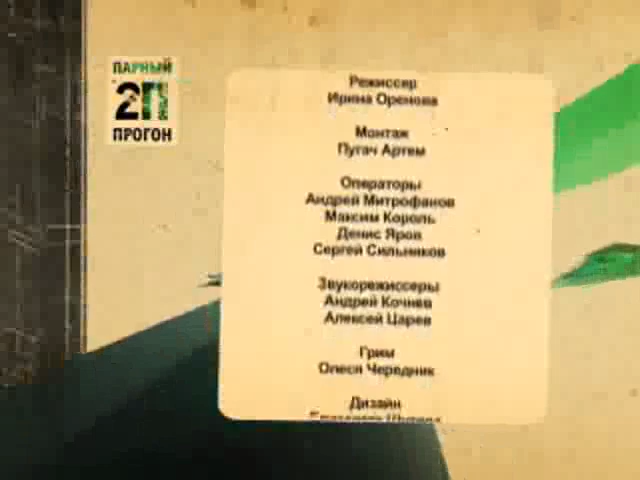 ПАРНЫЙ
2П
ПРОГОН
Режиссер
Ирина Оренова
Монтаж
Пугач Артем
Операторы
Андрей Митрофанов
Максим Король
Денис Яров
Сергей Сильников
Звукорежиссеры
Андрей Кочнев
Алексей Царев
Грим
Олеся Чередник
Дизайн